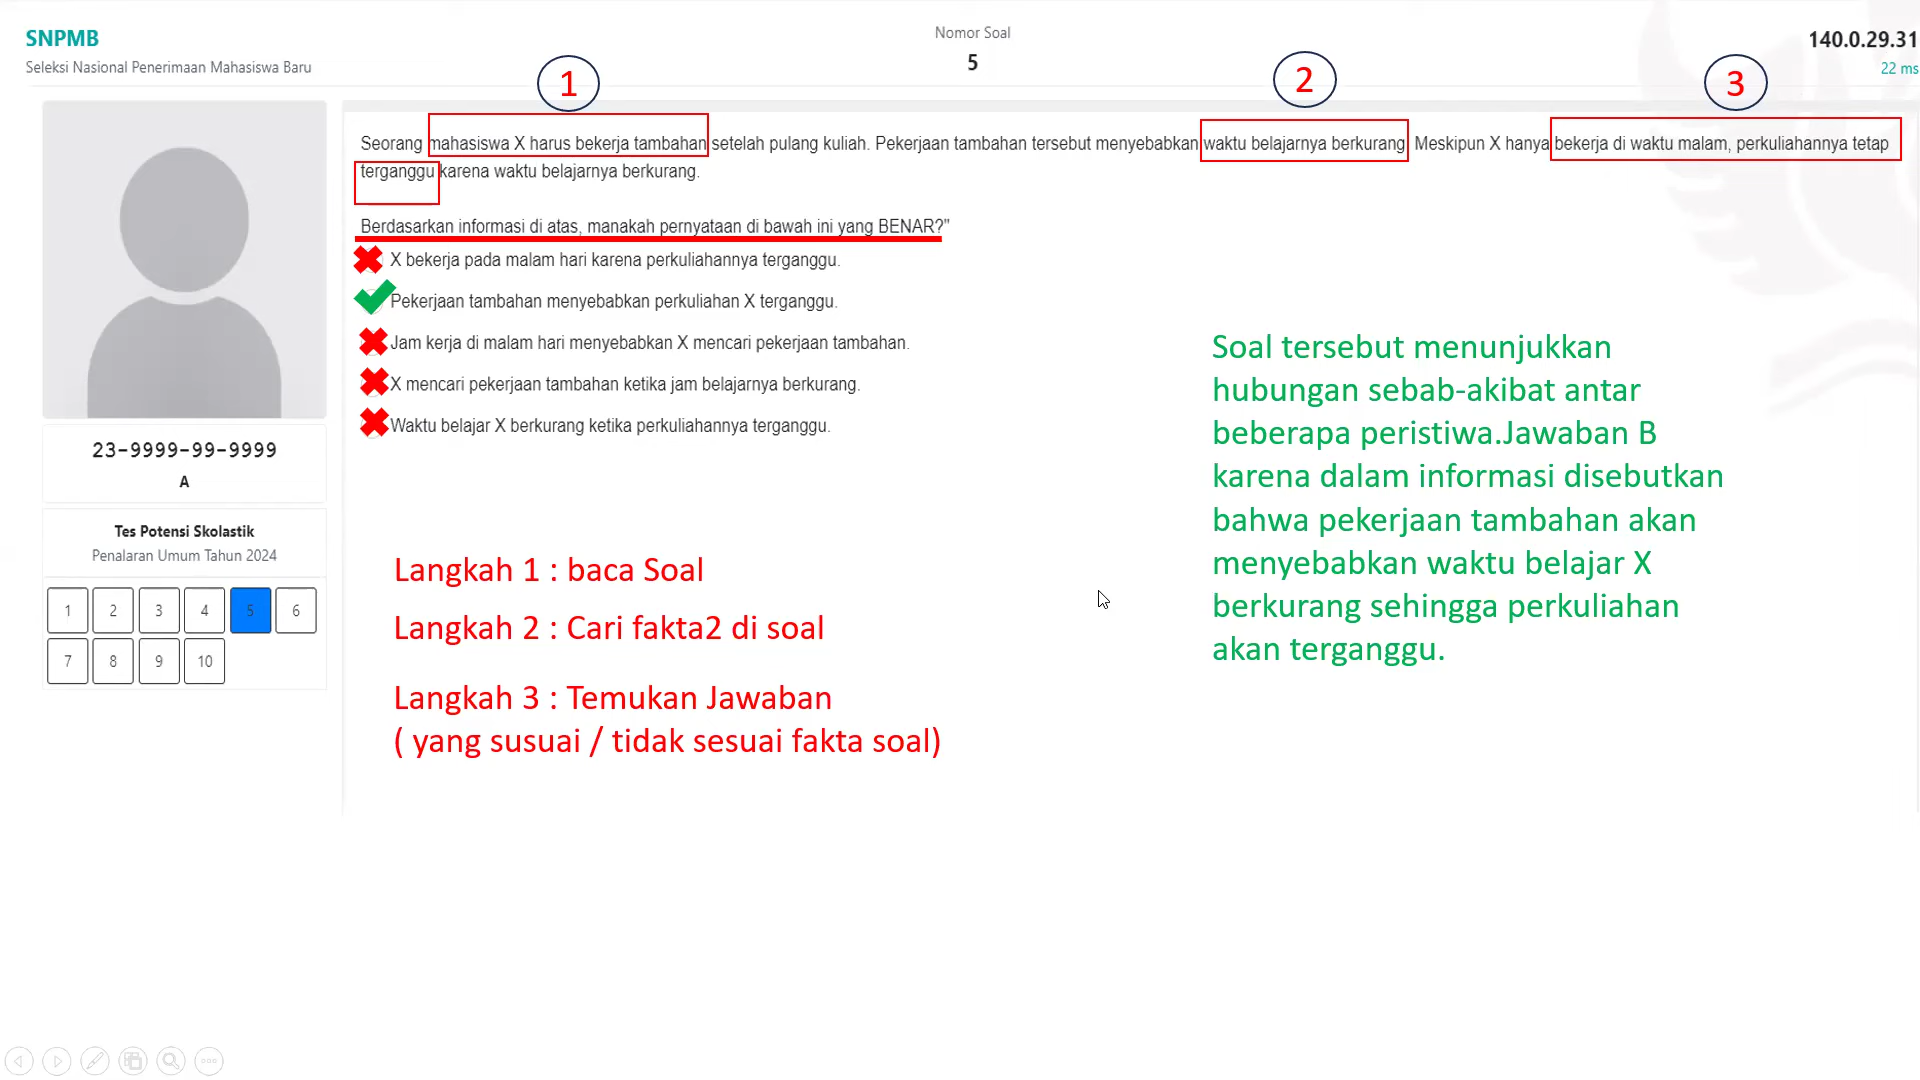 SNPMB
Seleksi Nasional Penerimaan Mahasiswa Baru
Nomor Soal
5
140.0.29.31
22 ms
1
2
3
Seorang mahasiswa X harus bekerja tambahan setelah pulang kuliah. Pekerjaan tambahan tersebut menyebabkan waktu belajarnya berkurang. Meskipun X hanya bekerja di waktu malam, perkuliahannya tetap
terganggu karena waktu belajarnya berkurang.
Berdasarkan informasi di atas, manakah pernyataan di bawah ini yang BENAR?"
X bekerja pada malam hari karena perkuliahannya terganggu.
Pekerjaan tambahan menyebabkan perkuliahan X terganggu.
Jam kerja di malam hari menyebabkan X mencari pekerjaan tambahan.
X mencari pekerjaan tambahan ketika jam belajarnya berkurang.
Waktu belajar X berkurang ketika perkuliahannya terganggu.
23-9999-99-9999
A
Tes Potensi Skolastik
Penalaran Umum Tahun 2024
1 2 3 4 5 6
7 8 9 10
Langkah 1 : baca Soal
Langkah 2 : Cari fakta2 di soal
Langkah 3 : Temukan Jawaban
( yang susuai / tidak sesuai fakta soal)
Soal tersebut menunjukkan
hubungan sebab-akibat antar
beberapa peristiwa.Jawaban B
karena dalam informasi disebutkan
bahwa pekerjaan tambahan akan
menyebabkan waktu belajar X
berkurang sehingga perkuliahan
akan terganggu.